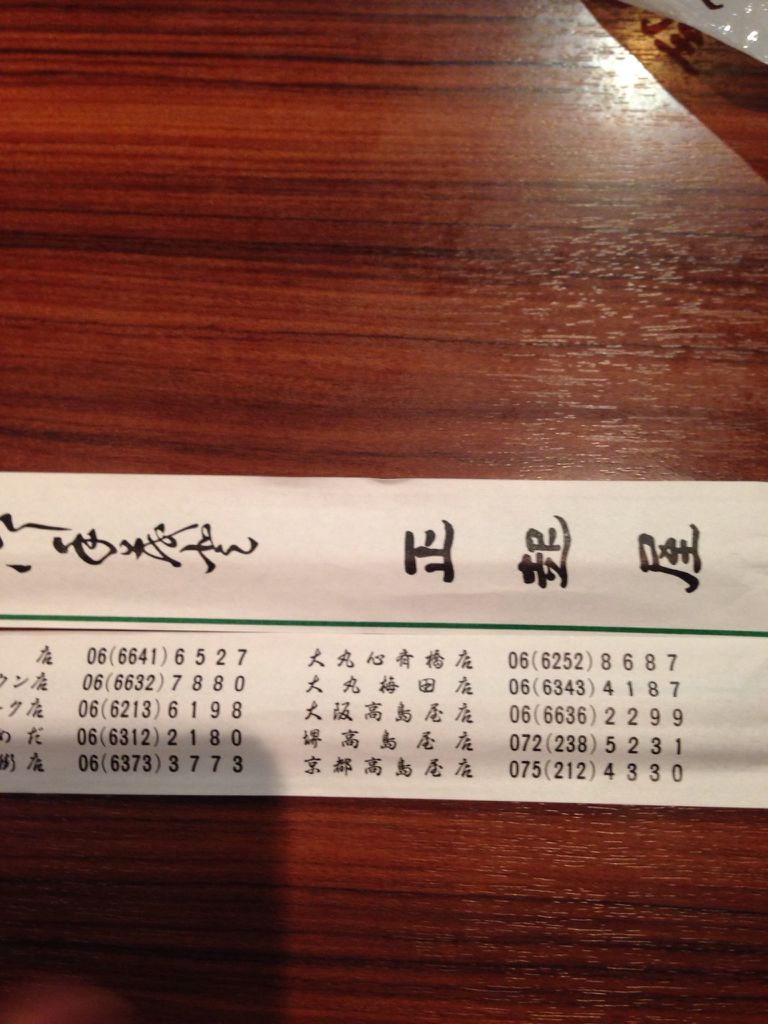 正起屋
店 06(6641)6527
ウン店 06(6632)7880
ーク店 06(6213)6198
めだ 06(6312)2180
店 06(6373)3773
大丸心斎橋店 06(6252)8687
大丸梅田店 06(6343)4187
大阪高島屋店 06(6636)2299
堺高島屋店 072(238)5231
京都高島屋店 075(212)4330